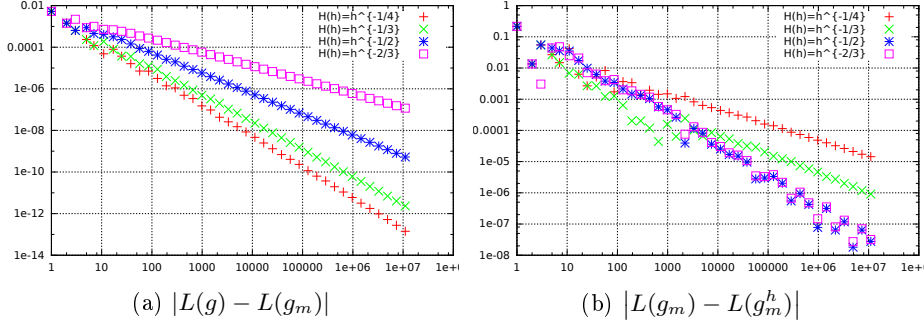 0.01
0.0001
1e-06
1e-08
1e-10
1e-12
1e-14
1 10 100 1000 10000 100000 1e+06 1e+07
H(h)=h^{-1/4}
H(h)=h^{-1/3}
H(h)=h^{-1/2}
H(h)=h^{-2/3}
(a) |L(g) − L(g_m)|
1
0.1
0.01
0.001
0.0001
1e-05
1e-06
1e-07
1e-08
1 10 100 1000 10000 100000 1e+06 1e+07
H(h)=h^{-1/4}
H(h)=h^{-1/3}
H(h)=h^{-1/2}
H(h)=h^{-2/3}
(b) |L(g_m) − L(g_m^h)|